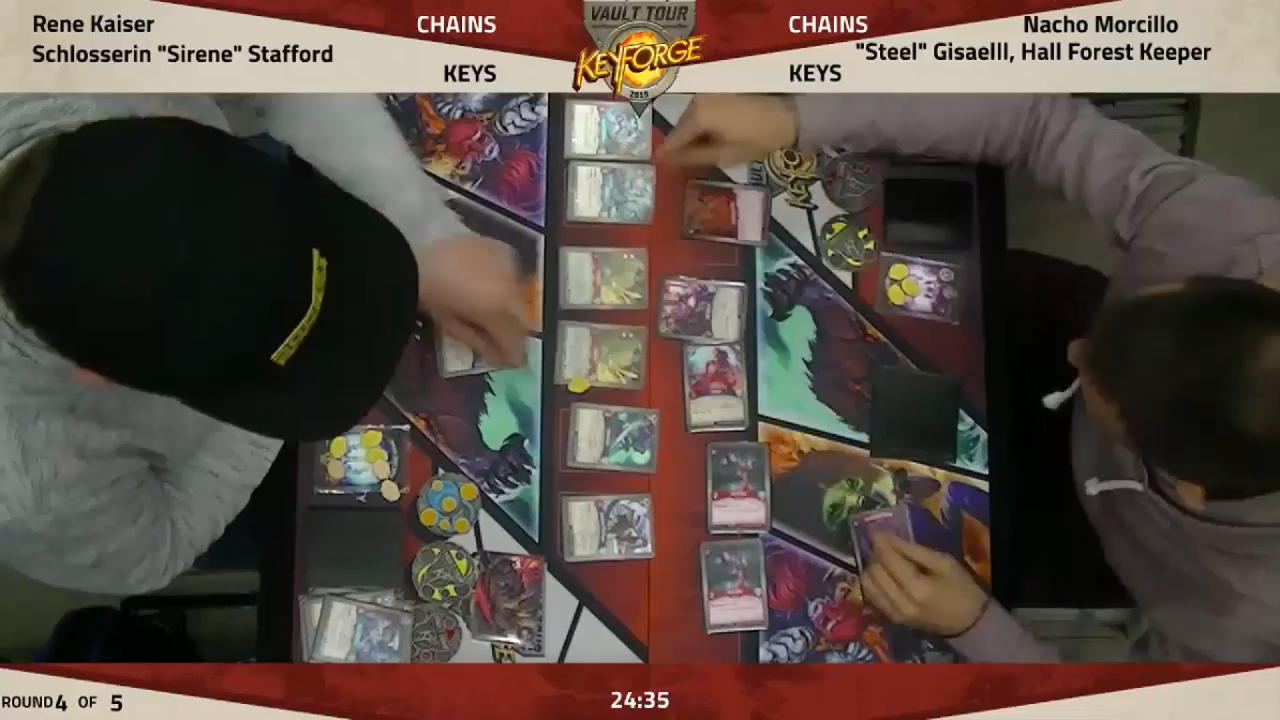 Rene Kaiser
Schlosserin "Sirene" Stafford
CHAINS
KEYS
VAULT TOUR
KEYFORGE
2019
CHAINS
KEYS
Nacho Morcillo
"Steel" Gisaelll, Hall Forest Keeper
ROUND 4 OF 5
24:35